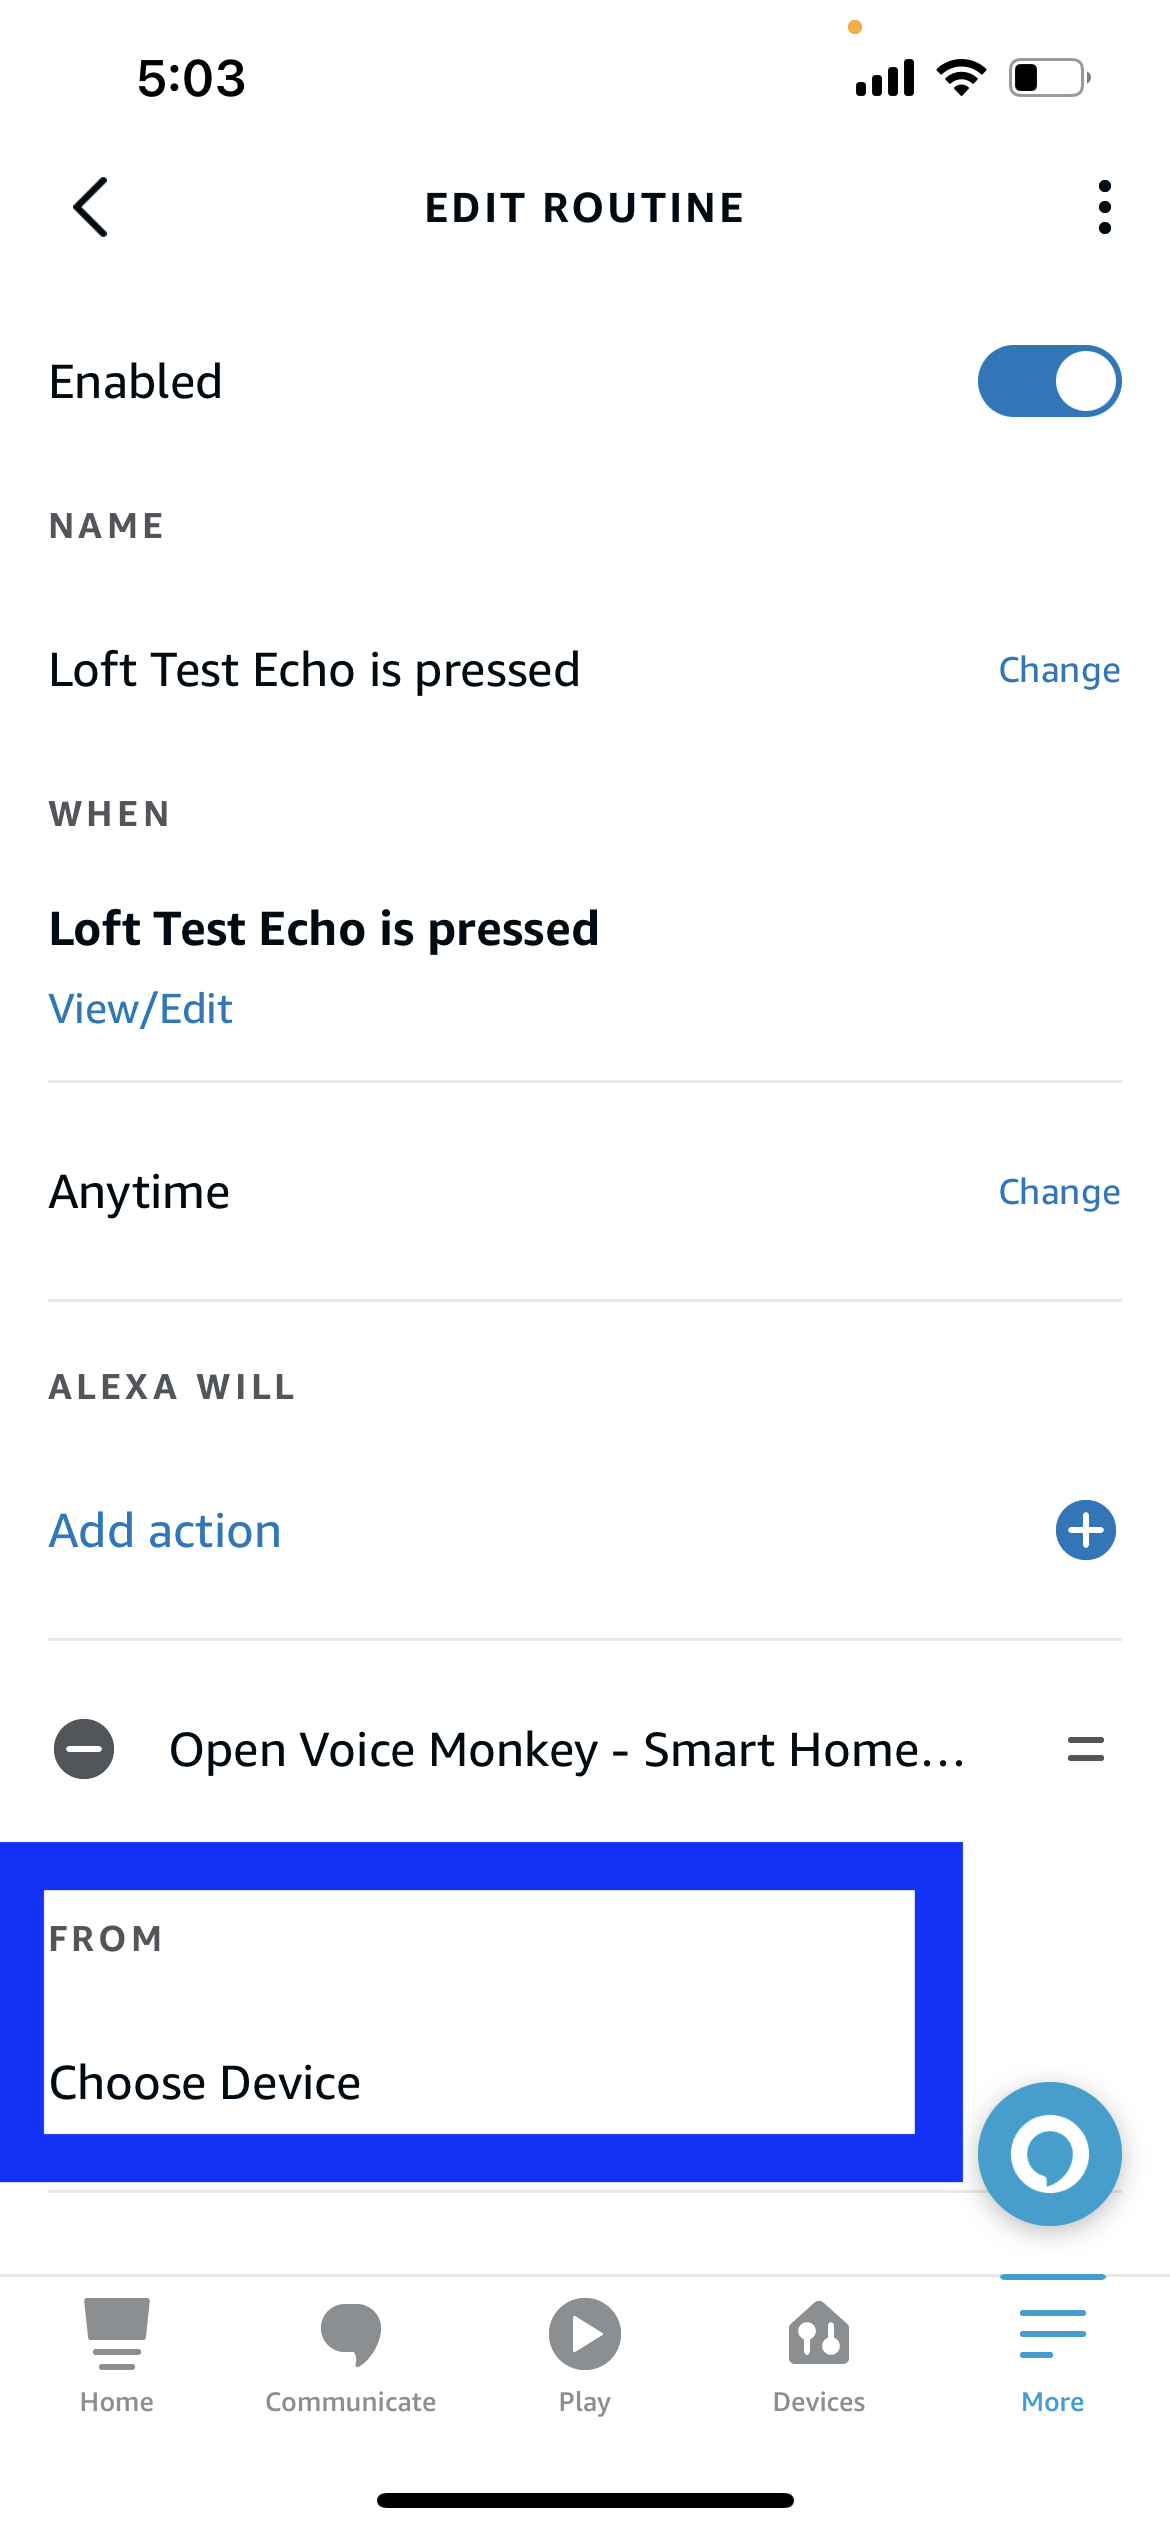 5:03
EDIT ROUTINE
Enabled
NAME
Loft Test Echo is pressed
Change
WHEN
Loft Test Echo is pressed
View/Edit
Anytime
Change
ALEXA WILL
Add action
Open Voice Monkey - Smart Home...
FROM
Choose Device
Home
Communicate
Play
Devices
More